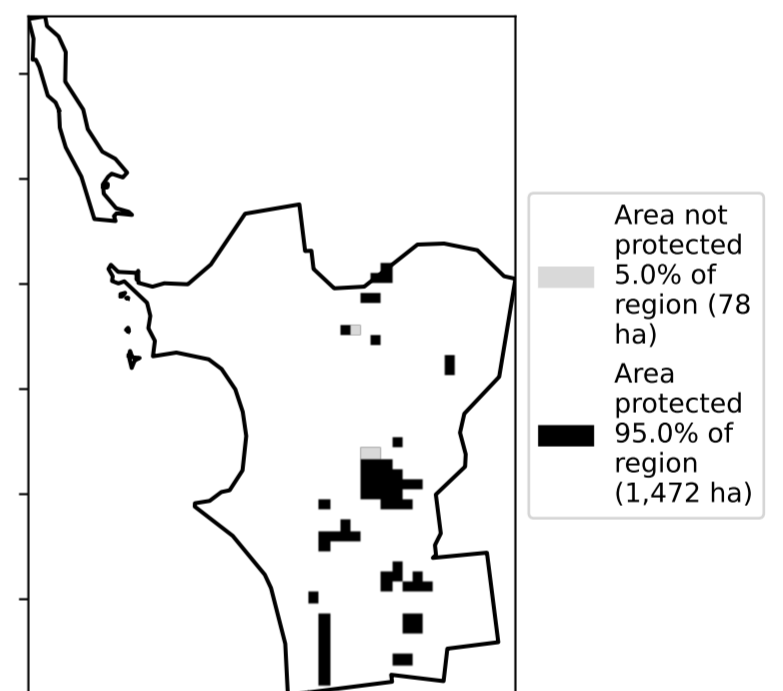 Area not
protected
5.0% of
region (78
ha)
Area
protected
95.0% of
region
(1,472 ha)